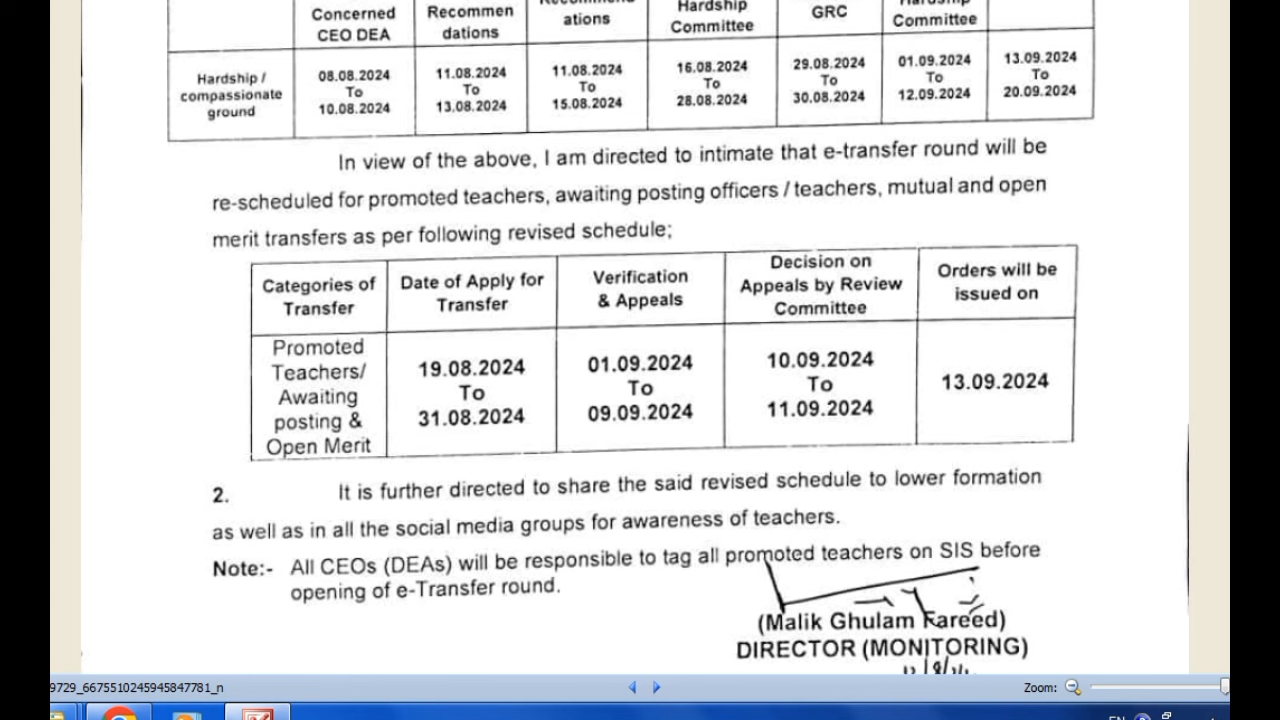 Concerned Recommen Hardship
CEO DEA dations ations Committee GRC Committee
Hardship / 08.08.2024 11.08.2024 11.08.2024 16.08.2024 29.08.2024 01.09.2024 13.09.2024
compassionate To To To To To To To
ground 10.08.2024 13.08.2024 15.08.2024 28.08.2024 30.08.2024 12.09.2024 20.09.2024
In view of the above, I am directed to intimate that e-transfer round will be
re-scheduled for promoted teachers, awaiting posting officers / teachers, mutual and open
merit transfers as per following revised schedule;
Categories of
Transfer
Date of Apply for
Transfer
Verification
& Appeals
Decision on
Appeals by Review
Committee
Orders will be
issued on
Promoted
Teachers/
Awaiting
posting &
Open Merit
19.08.2024
To
31.08.2024
01.09.2024
To
09.09.2024
10.09.2024
To
11.09.2024
13.09.2024
2. It is further directed to share the said revised schedule to lower formation
as well as in all the social media groups for awareness of teachers.
Note:- All CEOs (DEAs) will be responsible to tag all promoted teachers on SIS before
opening of e-Transfer round.
(Malik Ghulam Fareed)
DIRECTOR (MONITORING)
9729_6675510245945847781_n
Zoom: